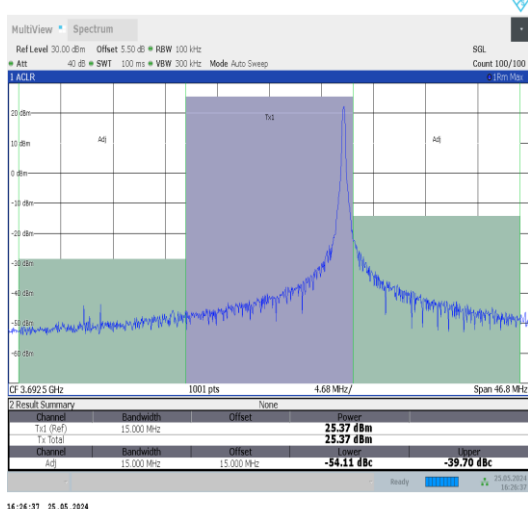 MultiView Spectrum
Ref Level 30.00 dBm Offset 5.50 dB RBW 100 kHz SGL
Att 40 dB SWT 100 ms VBW 300 kHz Mode Auto Sweep Count 100/100
1 ACLR 1Rm Max
Tx1
20 dBm
Adj Adj
10 dBm
0 dBm
-10 dBm
-20 dBm
-30 dBm
-40 dBm
-50 dBm
-60 dBm
CF 3.6925 GHz 1001 pts 4.68 MHz/ Span 46.8 MHz
2 Result Summary None
Channel Bandwidth Offset Power
Tx1 (Ref) 15.000 MHz 25.37 dBm
Tx Total 25.37 dBm
Channel Bandwidth Offset Lower Upper
Adj 15.000 MHz 15.000 MHz -54.11 dBc -39.70 dBc
Ready 16:26:37
16:26:37 25.05.2024